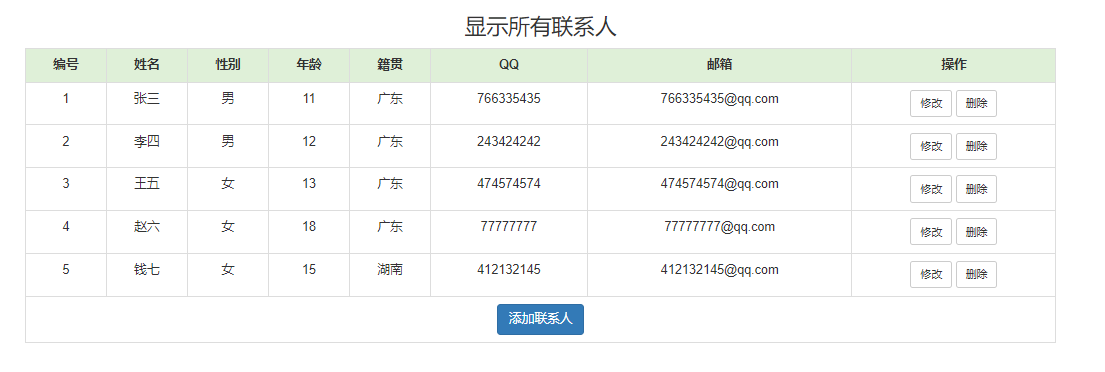 显示所有联系人
编号 姓名 性别 年龄 籍贯 QQ 邮箱 操作
1 张三 男 11 广东 766335435 766335435@qq.com 修改 删除
2 李四 男 12 广东 243424242 243424242@qq.com 修改 删除
3 王五 女 13 广东 474574574 474574574@qq.com 修改 删除
4 赵六 女 18 广东 77777777 77777777@qq.com 修改 删除
5 钱七 女 15 湖南 412132145 412132145@qq.com 修改 删除
添加联系人